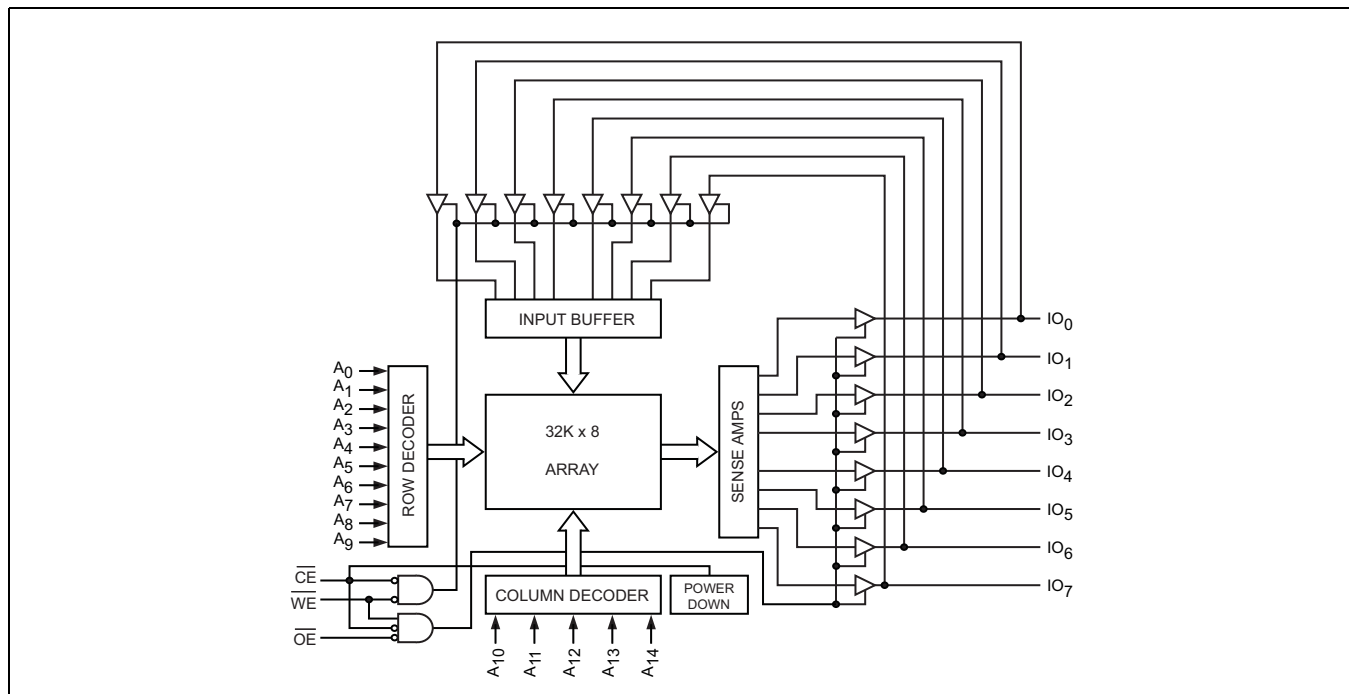 INPUT BUFFER
A0
A1
A2
A3
A4
A5
A6
A7
A8
A9
ROW DECODER
32K x 8
ARRAY
SENSE AMPS
IO0
IO1
IO2
IO3
IO4
IO5
IO6
IO7
CE
WE
OE
COLUMN DECODER
POWER
DOWN
A10
A11
A12
A13
A14